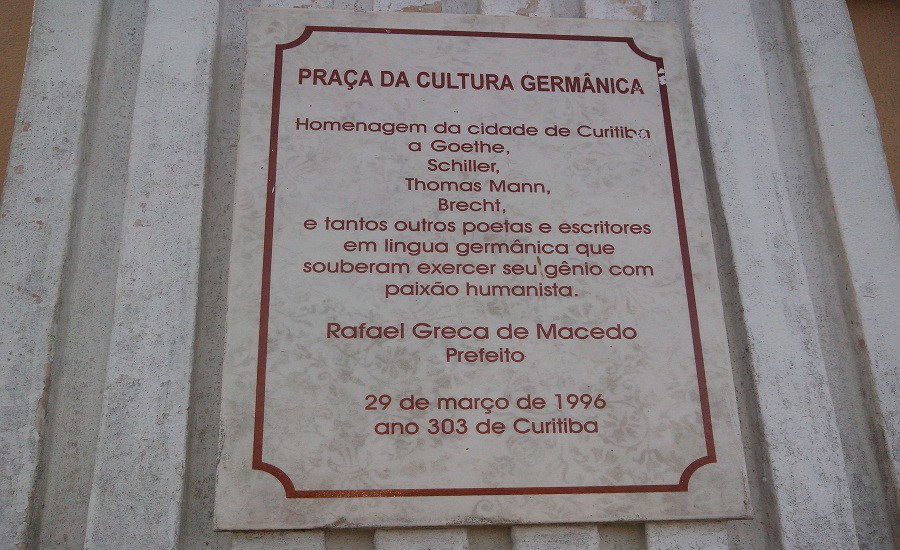 PRAÇA DA CULTURA GERMÂNICA
Homenagem da cidade de Curitiba
a Goethe,
Schiller,
Thomas Mann,
Brecht,
e tantos outros poetas e escritores
em lingua germânica que
souberam exercer seu gênio com
paixão humanista.
Rafael Greca de Macedo
Prefeito
29 de março de 1996
ano 303 de Curitiba